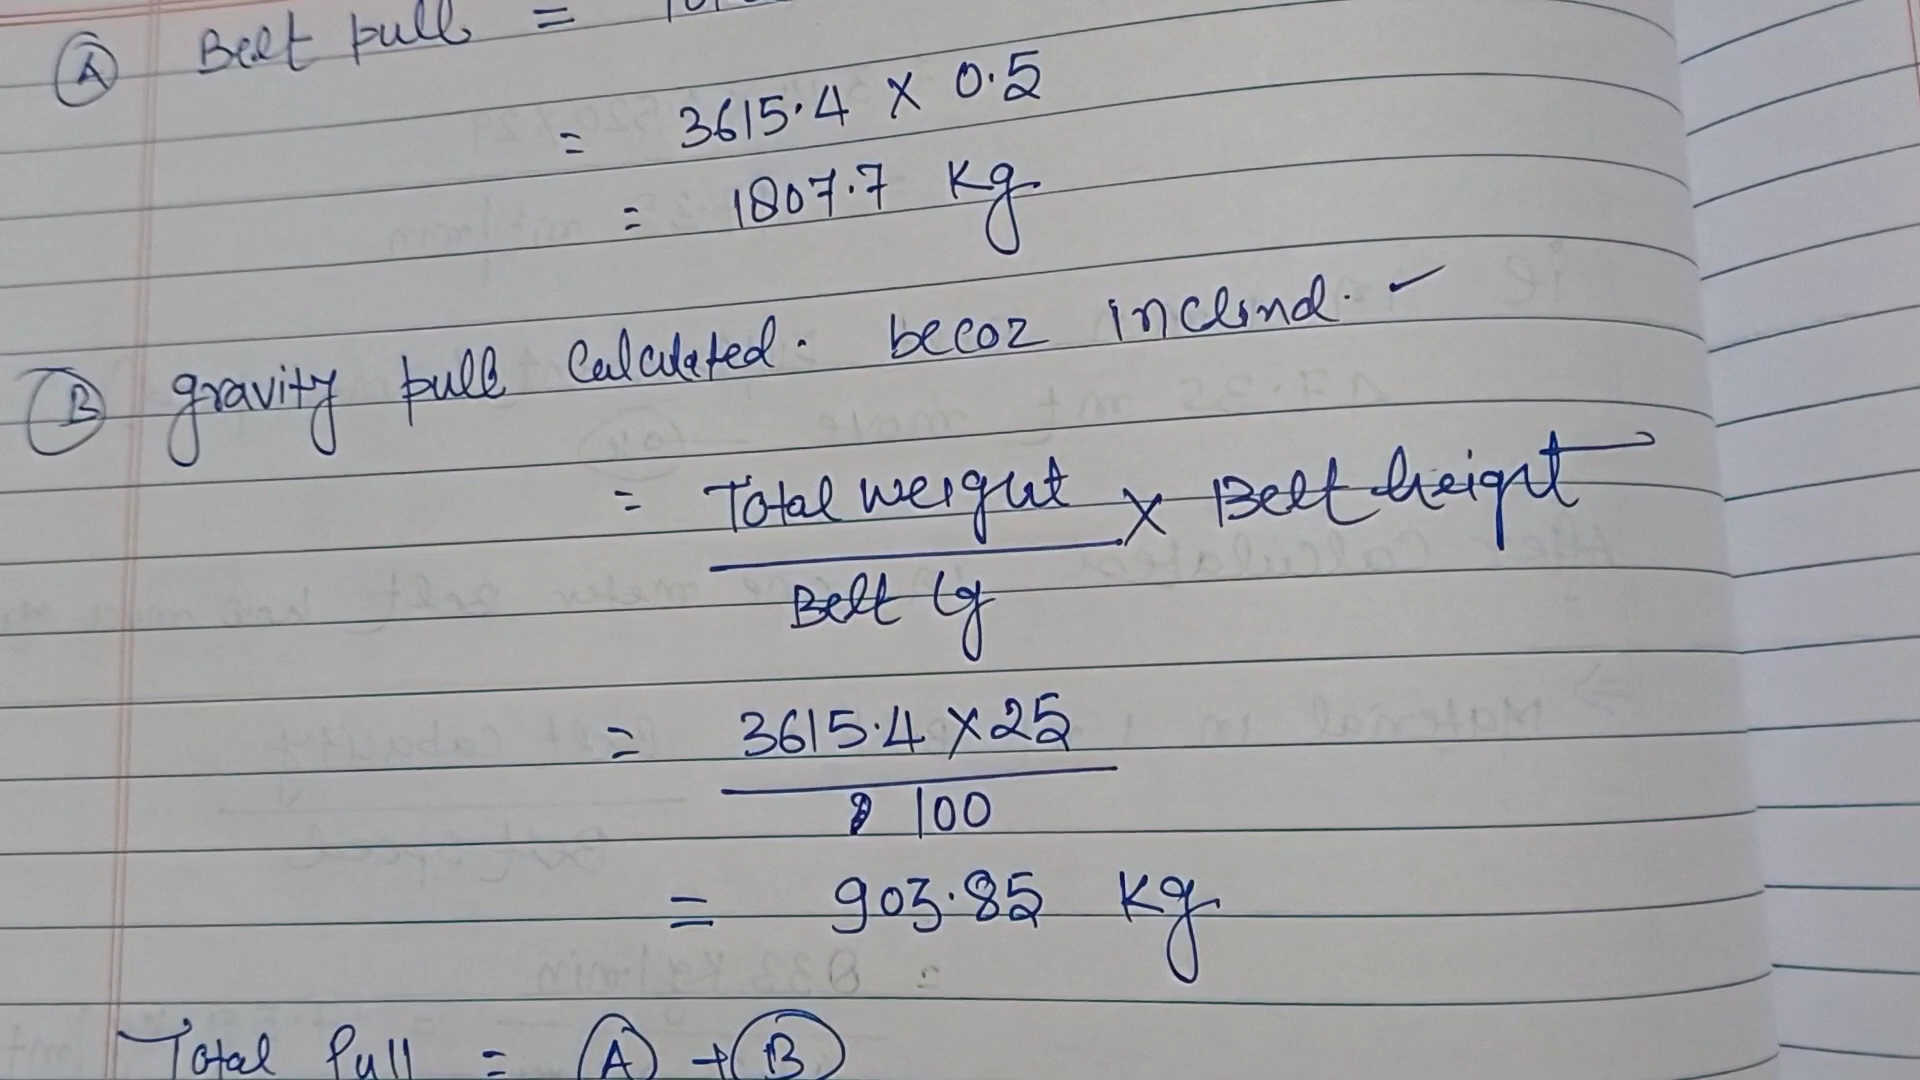 (A) Belt pull =
= 3615.4 X 0.5
= 1807.7 Kg
(B) gravity pull Calculated. becoz inclind. -
= Total weight X Belt height
Belt lg
= 3615.4 X 25
100
= 903.85 Kg
Total Pull = (A) + (B)